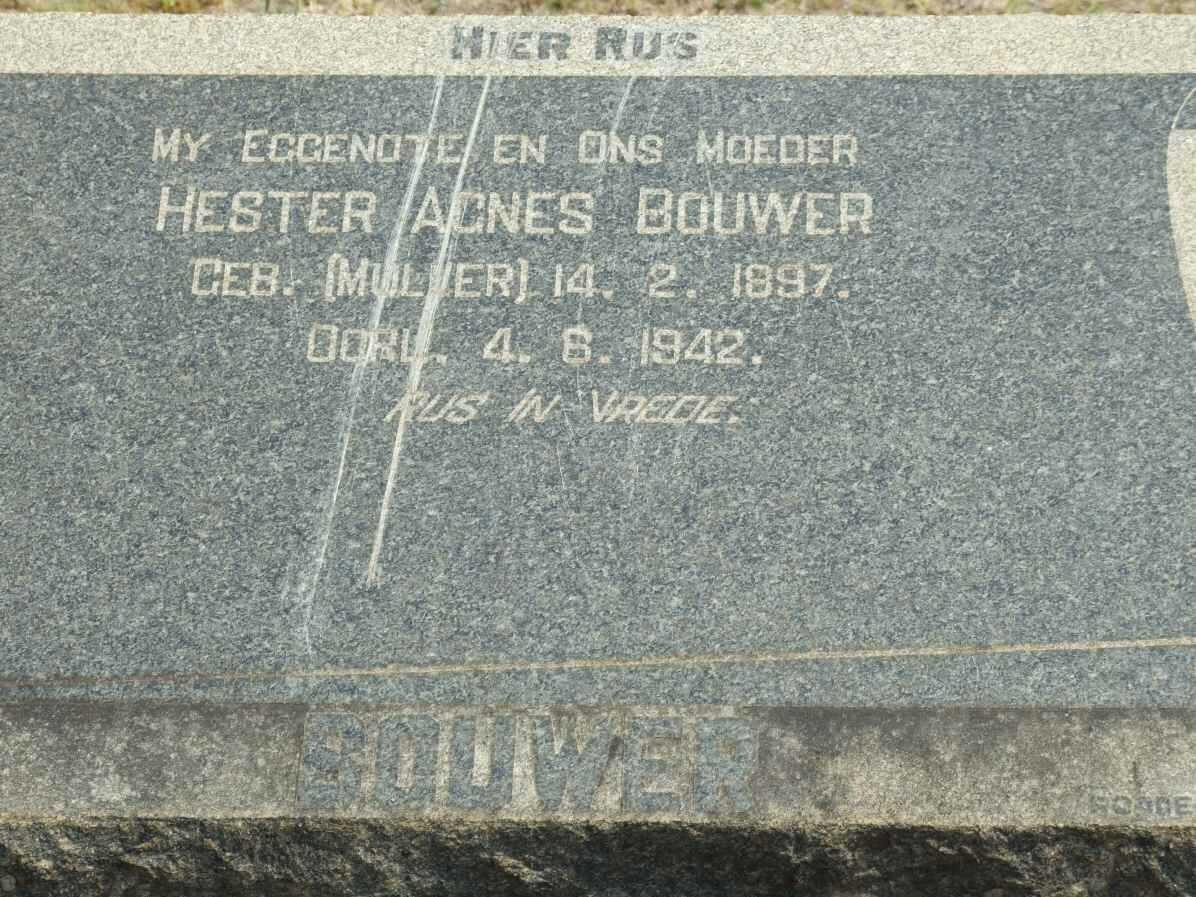 HIER RUS
MY EGGENOTE EN ONS MOEDER
HESTER AGNES BOUWER
GEB. (MULLER) 14. 2. 1897.
OORL. 4. 6. 1942.
RUS IN VREDE.
BOUWER